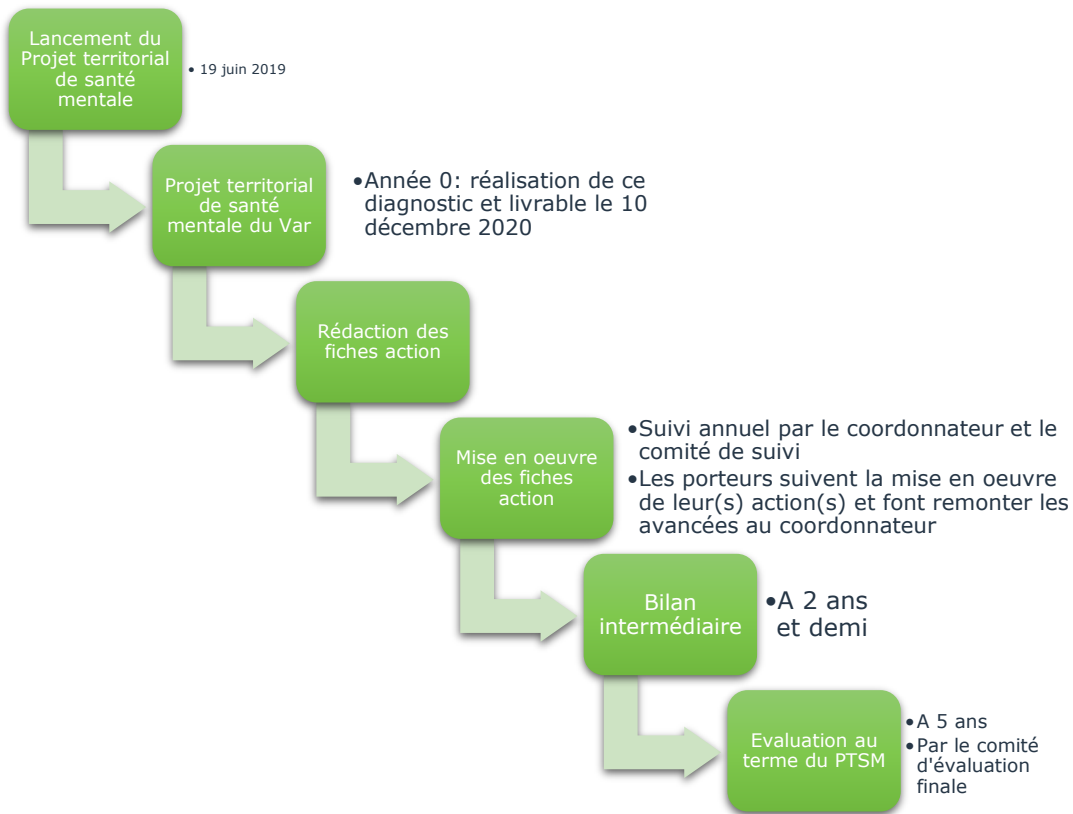 Lancement du
Projet territorial
de santé
mentale
• 19 juin 2019
Projet territorial
de santé
mentale du Var
•Année 0: réalisation de ce
diagnostic et livrable le 10
décembre 2020
Rédaction des
fiches action
Mise en oeuvre
des fiches
action
•Suivi annuel par le coordonnateur et le
comité de suivi
•Les porteurs suivent la mise en oeuvre
de leur(s) action(s) et font remonter les
avancées au coordonnateur
Bilan
intermédiaire
•A 2 ans
et demi
Evaluation au
terme du PTSM
•A 5 ans
•Par le comité
d'évaluation
finale